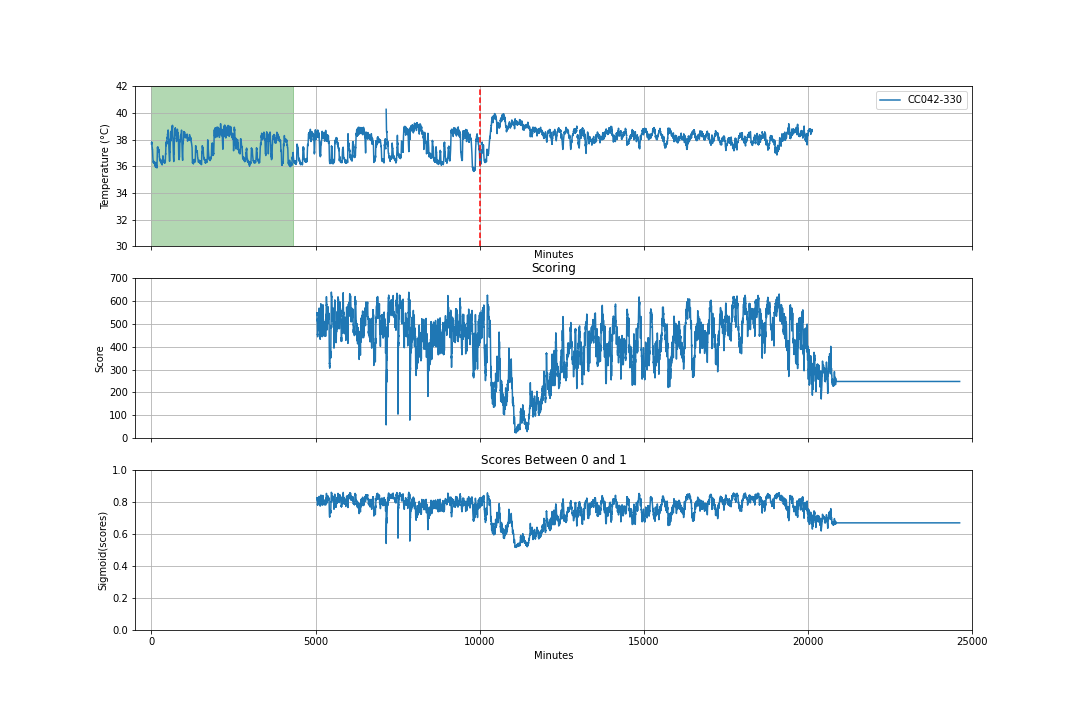 42
40
38
36
34
32
30
Temperature (°C)
CC042-330
Minutes
Scoring
700
600
500
400
300
200
100
0
Score
Scores Between 0 and 1
1.0
0.8
0.6
0.4
0.2
0.0
Sigmoid(scores)
0 5000 10000 15000 20000 25000
Minutes